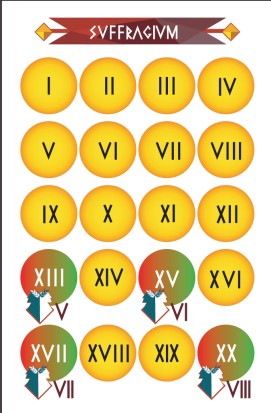 SVFFRAGIVM
I II III IV
V VI VII VIII
IX X XI XII
XIII XIV XV XVI
V VI
XVII XVIII XIX XX
VII VIII